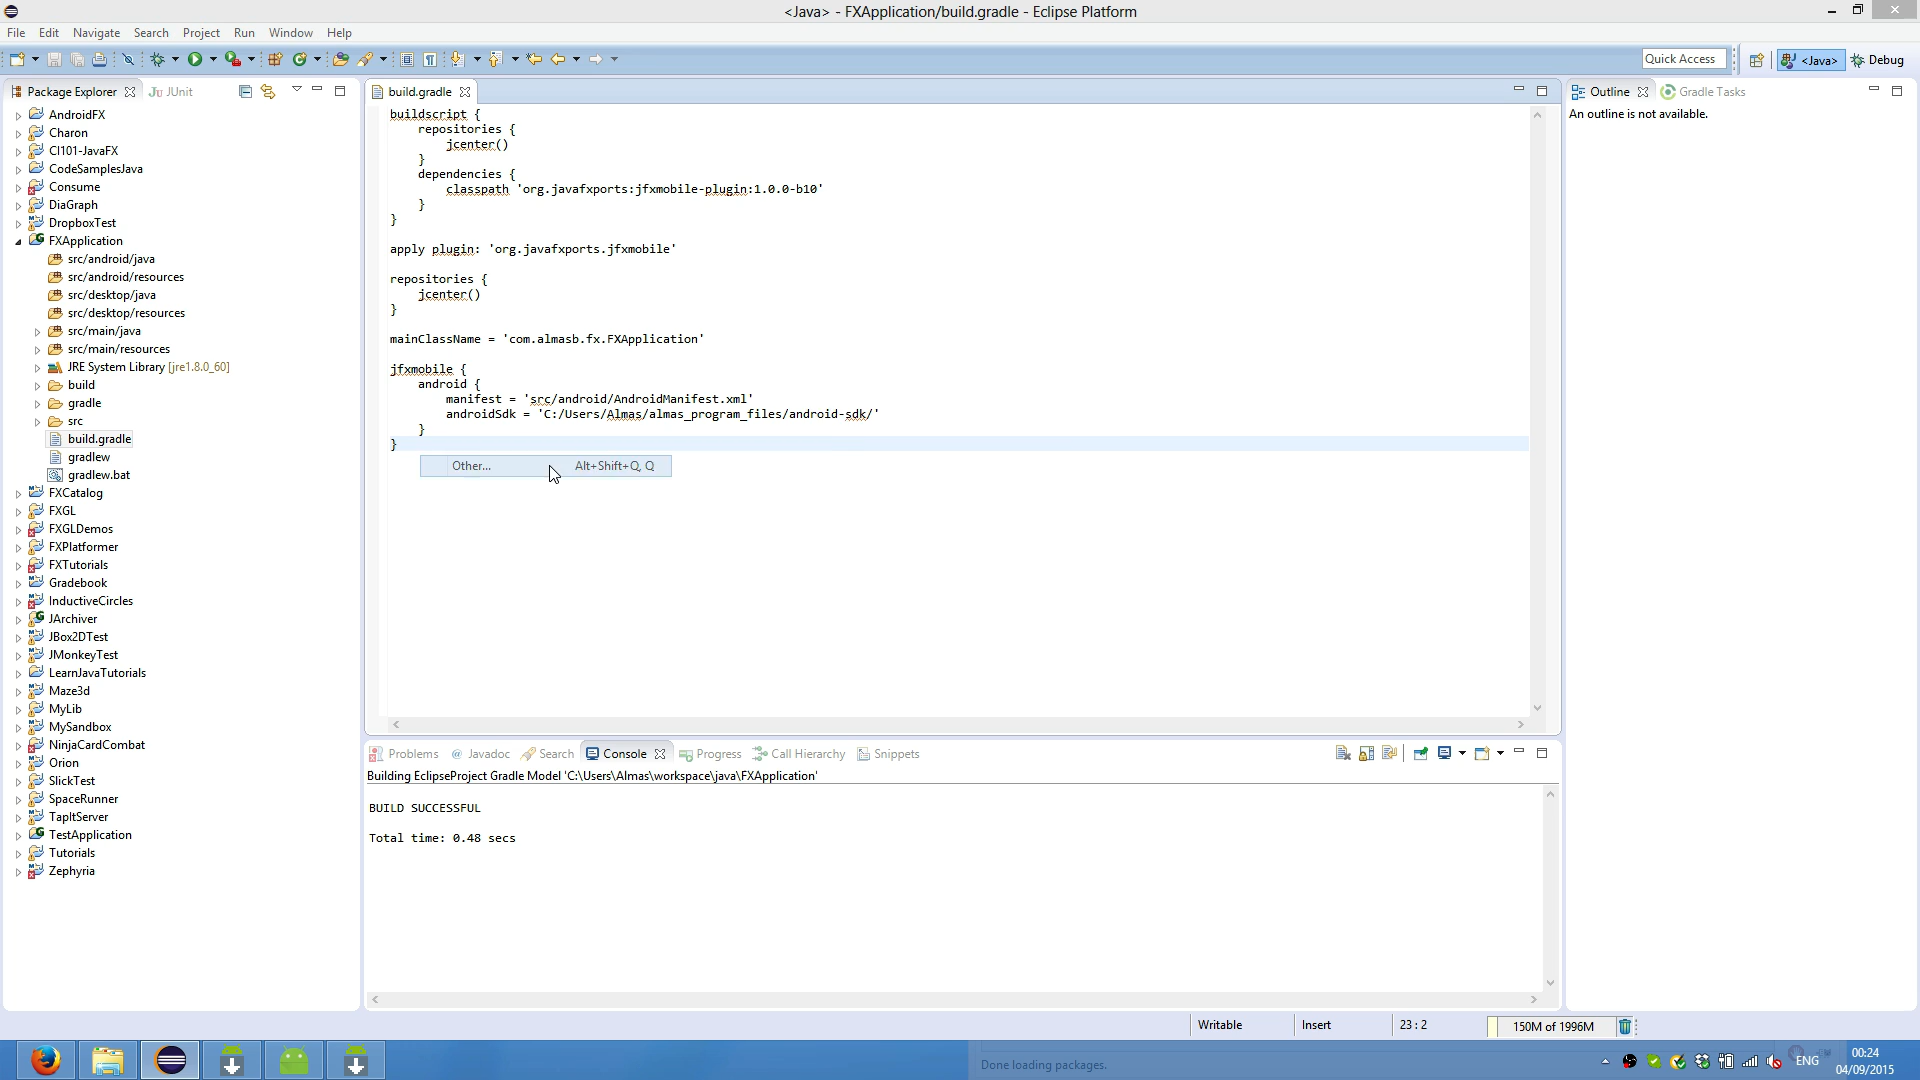 <Java> - FXApplication/build.gradle - Eclipse Platform
File Edit Navigate Search Project Run Window Help
Quick Access
<Java>
Debug
Package Explorer
JUnit
AndroidFX
Charon
CI101-JavaFX
CodeSamplesJava
Consume
DiaGraph
DropboxTest
FXApplication
src/android/java
src/android/resources
src/desktop/java
src/desktop/resources
src/main/java
src/main/resources
JRE System Library [jre1.8.0_60]
build
gradle
src
build.gradle
gradlew
gradlew.bat
FXCatalog
FXGL
FXGLDemos
FXPlatformer
FXTutorials
Gradebook
InductiveCircles
JArchiver
JBox2DTest
JMonkeyTest
LearnJavaTutorials
Maze3d
MyLib
MySandbox
NinjaCardCombat
Orion
SlickTest
SpaceRunner
TapItServer
TestApplication
Tutorials
Zephyria
build.gradle
buildscript {
repositories {
jcenter()
}
dependencies {
classpath 'org.javafxports:jfxmobile-plugin:1.0.0-b10'
}
}
apply plugin: 'org.javafxports.jfxmobile'
repositories {
jcenter()
}
mainClassName = 'com.almasb.fx.FXApplication'
jfxmobile {
android {
manifest = 'src/android/AndroidManifest.xml'
androidSdk = 'C:/Users/Almas/almas_program_files/android-sdk/'
}
}
Other... Alt+Shift+Q, Q
Outline
Gradle Tasks
An outline is not available.
Problems Javadoc Search Console Progress Call Hierarchy Snippets
Building EclipseProject Gradle Model 'C:\Users\Almas\workspace\java\FXApplication'
BUILD SUCCESSFUL
Total time: 0.48 secs
Writable Insert 23 : 2 150M of 1996M
Done loading packages.
ENG
00:24
04/09/2015